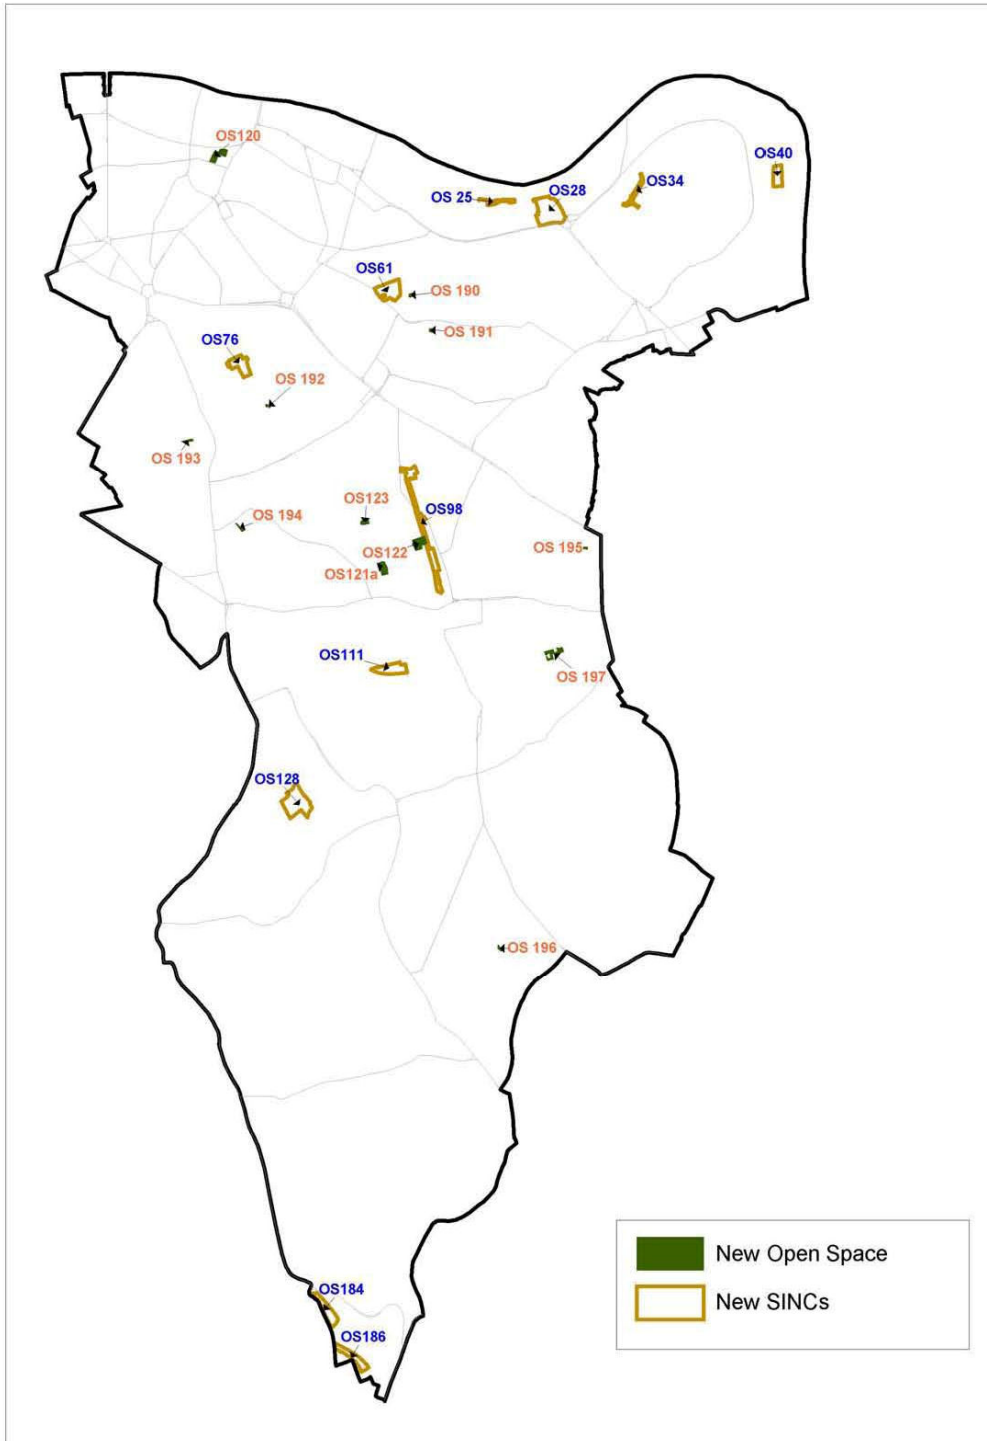 OS120
OS40
OS 25
OS28
OS34
OS61
OS 190
OS 191
OS76
OS 192
OS 193
OS123
OS98
OS 194
OS122
OS 195
OS121a
OS111
OS 197
OS128
OS 196
OS184
OS186
New Open Space
New SINCs